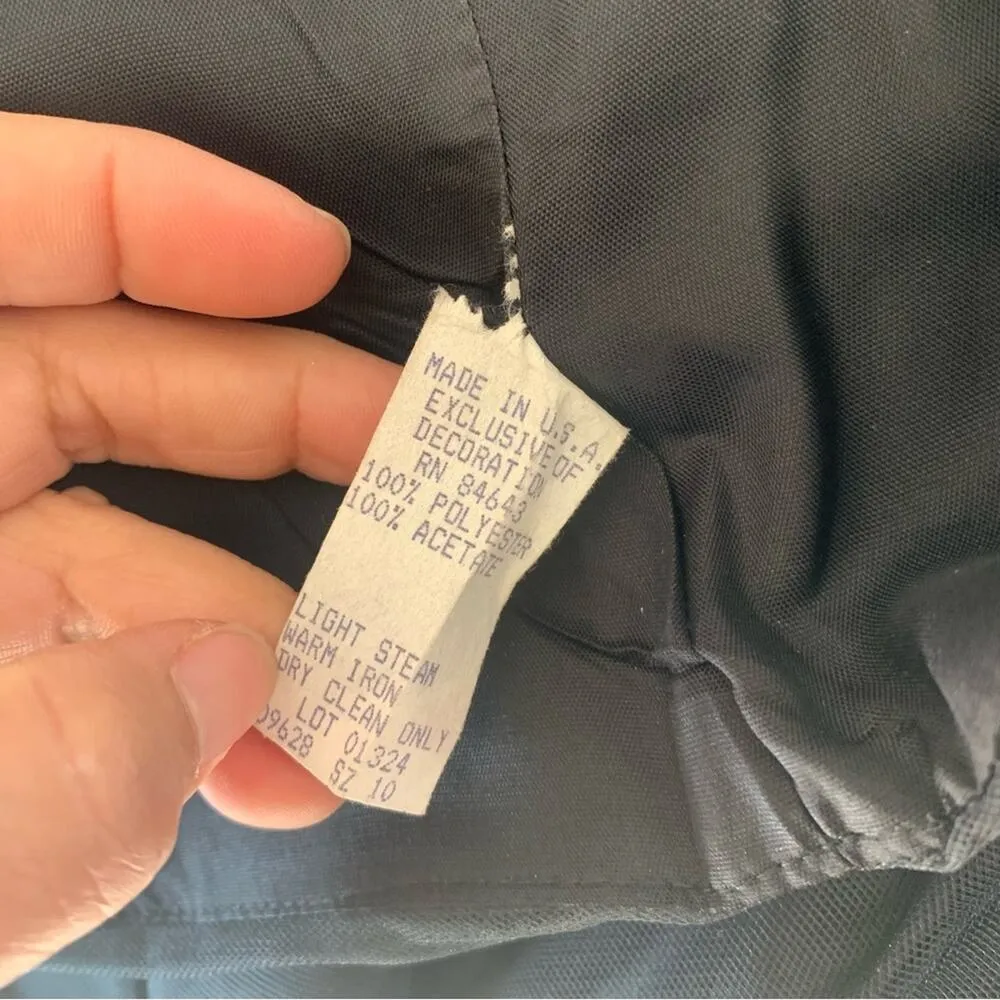 MADE IN U.S.A.
EXCLUSIVE OF
DECORATION
RN 84643
100% POLYESTER
100% ACETATE
LIGHT STEAM
WARM IRON
DRY CLEAN ONLY
LOT 01324
09628 SZ 10